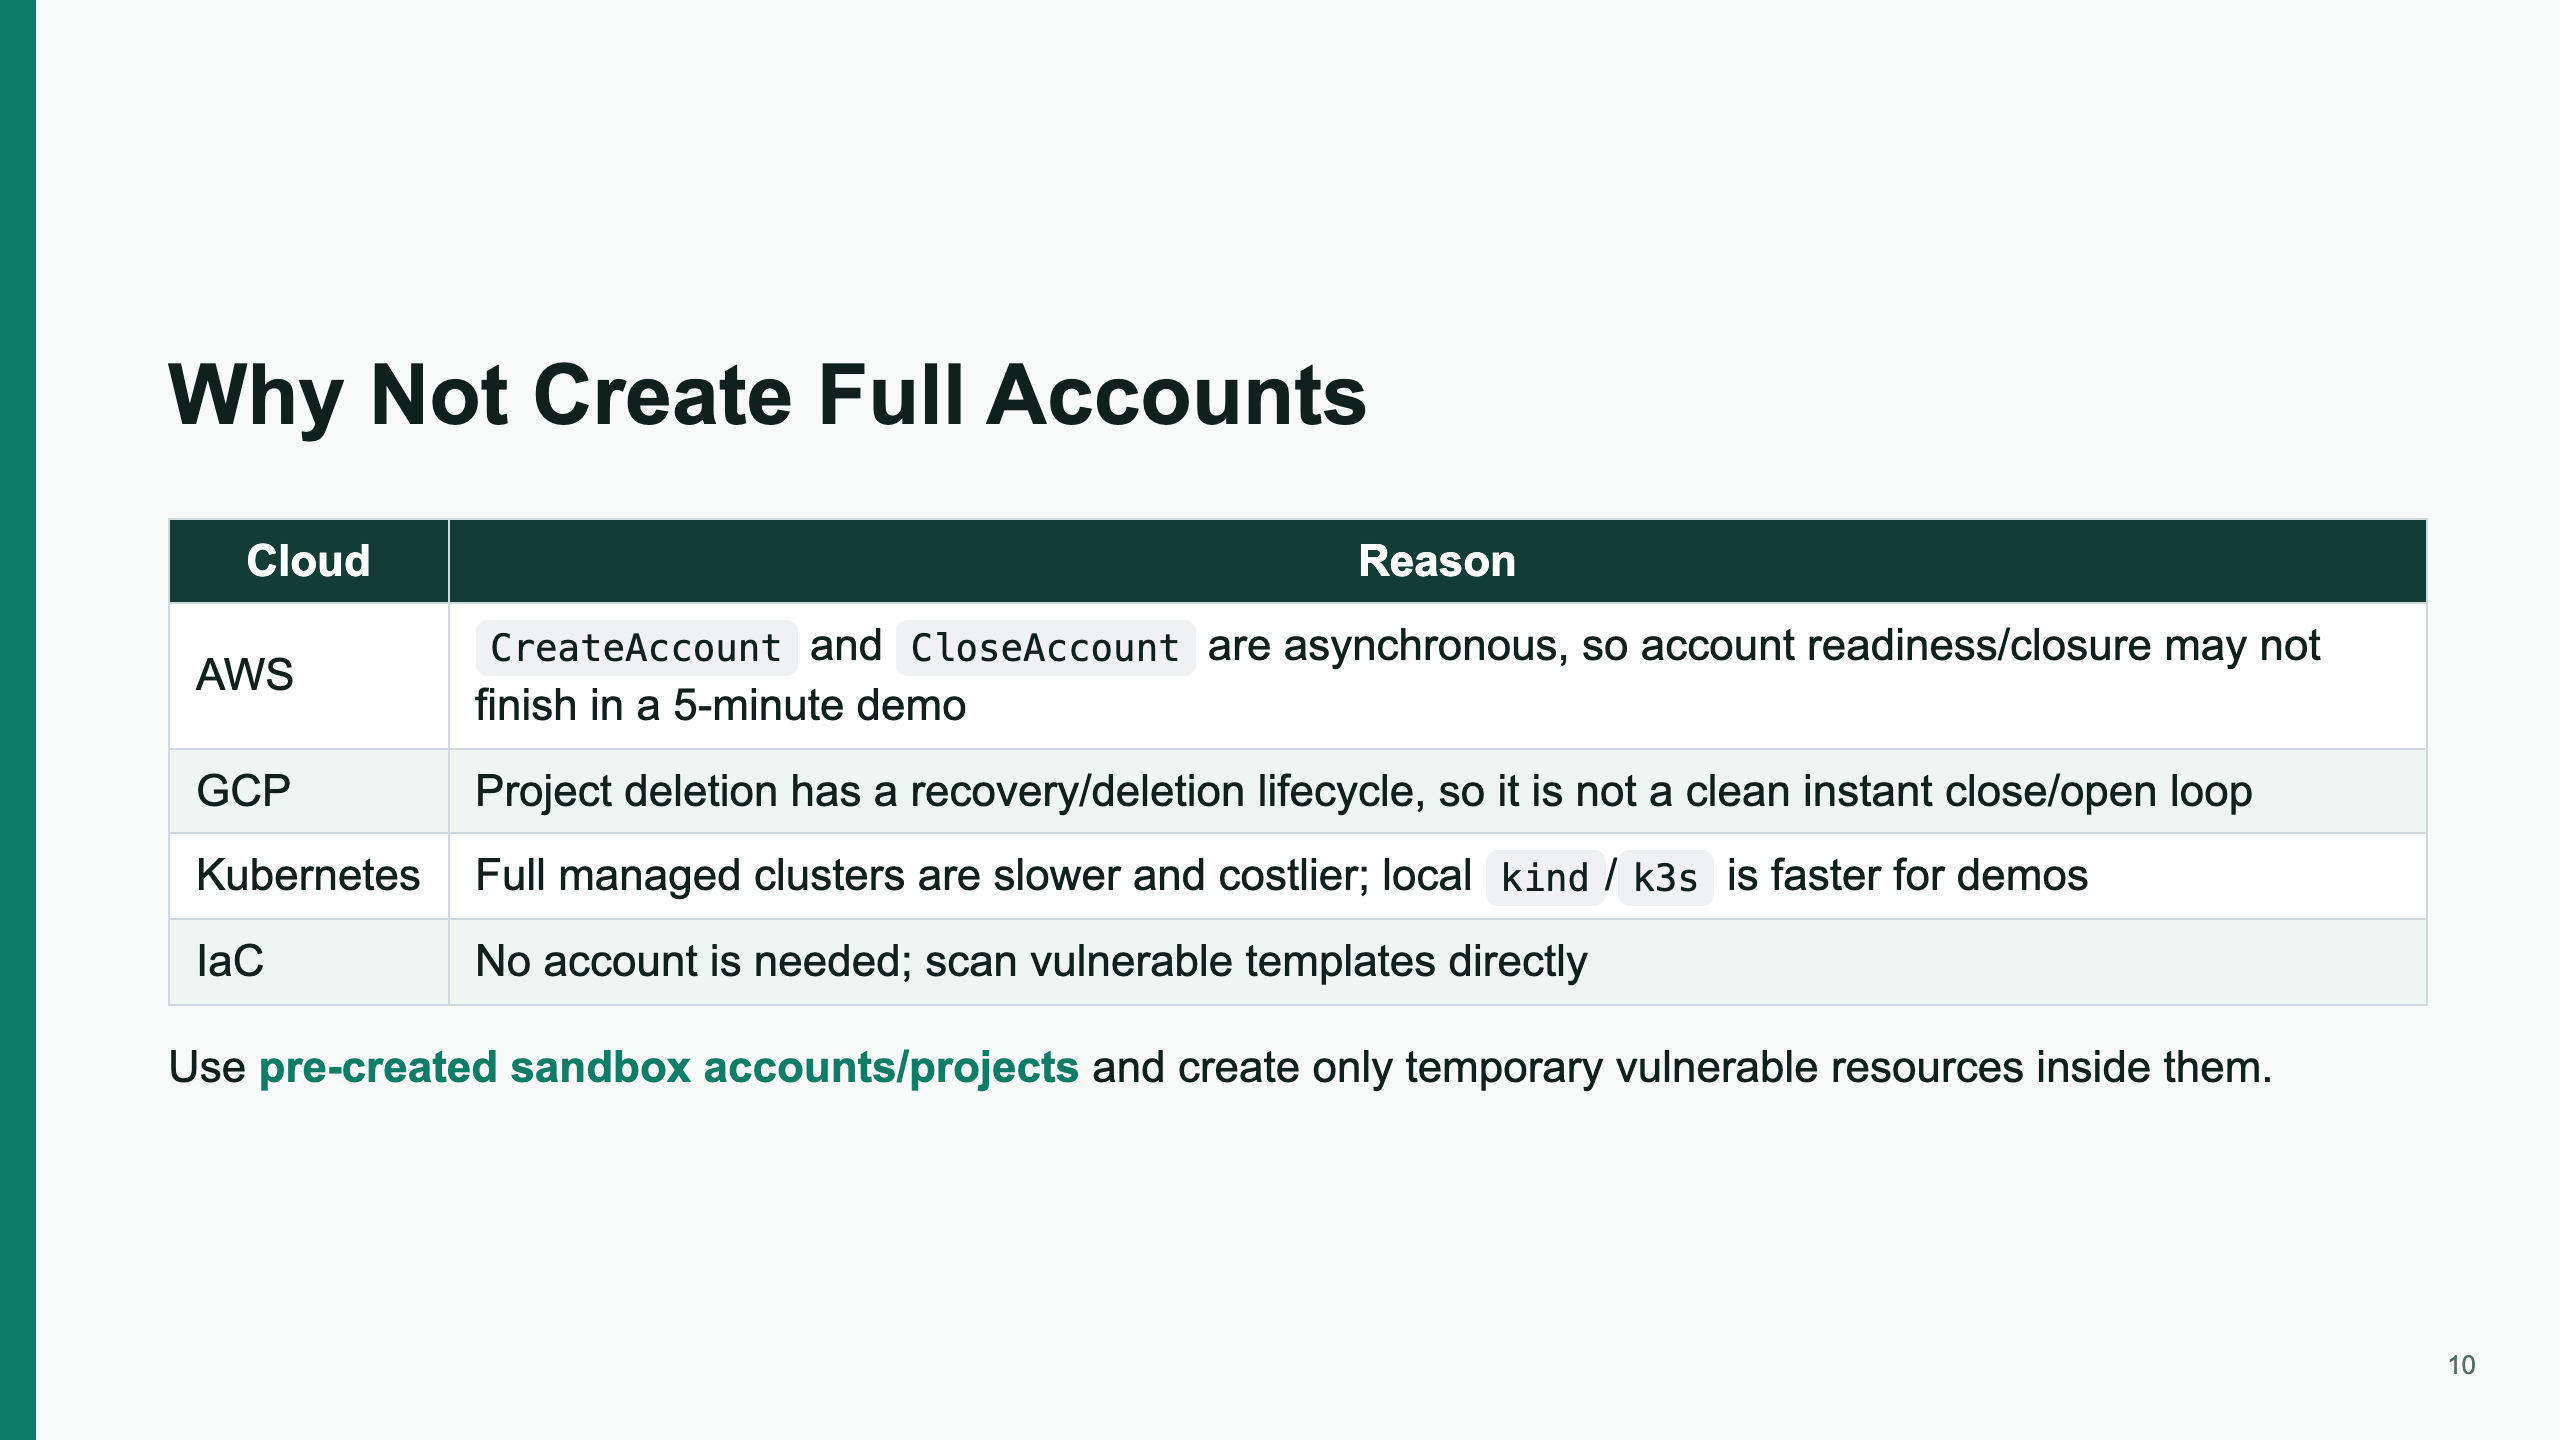 Why Not Create Full Accounts
Cloud Reason
AWS CreateAccount and CloseAccount are asynchronous, so account readiness/closure may not
finish in a 5-minute demo
GCP Project deletion has a recovery/deletion lifecycle, so it is not a clean instant close/open loop
Kubernetes Full managed clusters are slower and costlier; local kind/k3s is faster for demos
IaC No account is needed; scan vulnerable templates directly
Use pre-created sandbox accounts/projects and create only temporary vulnerable resources inside them.
10